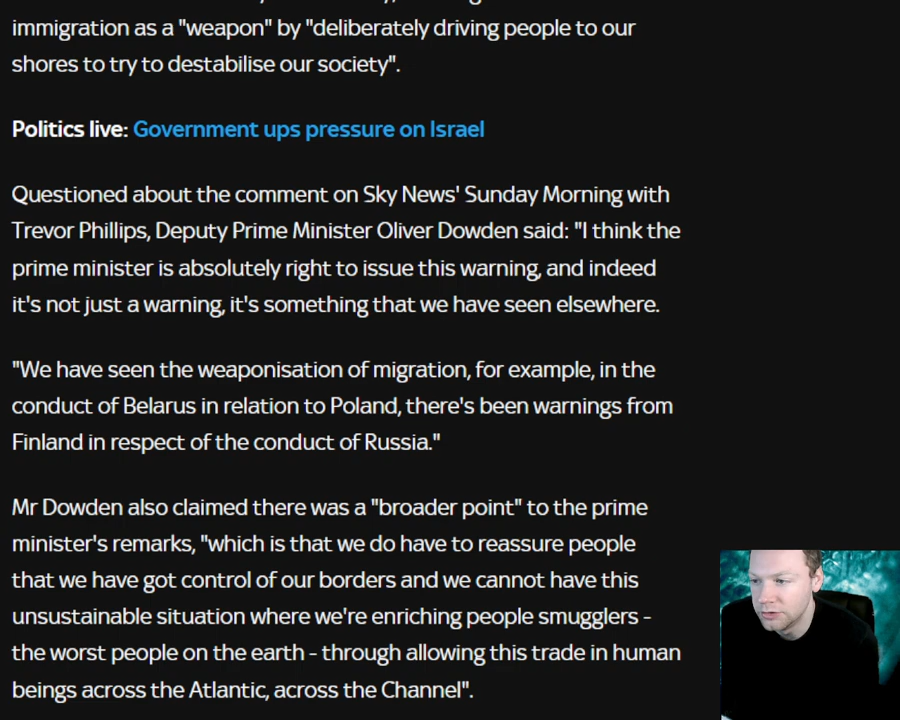 immigration as a "weapon" by "deliberately driving people to our
shores to try to destabilise our society".
Politics live: Government ups pressure on Israel
Questioned about the comment on Sky News' Sunday Morning with
Trevor Phillips, Deputy Prime Minister Oliver Dowden said: "I think the
prime minister is absolutely right to issue this warning, and indeed
it's not just a warning, it's something that we have seen elsewhere.
"We have seen the weaponisation of migration, for example, in the
conduct of Belarus in relation to Poland, there's been warnings from
Finland in respect of the conduct of Russia."
Mr Dowden also claimed there was a "broader point" to the prime
minister's remarks, "which is that we do have to reassure people
that we have got control of our borders and we cannot have this
unsustainable situation where we're enriching people smugglers -
the worst people on the earth - through allowing this trade in human
beings across the Atlantic, across the Channel".